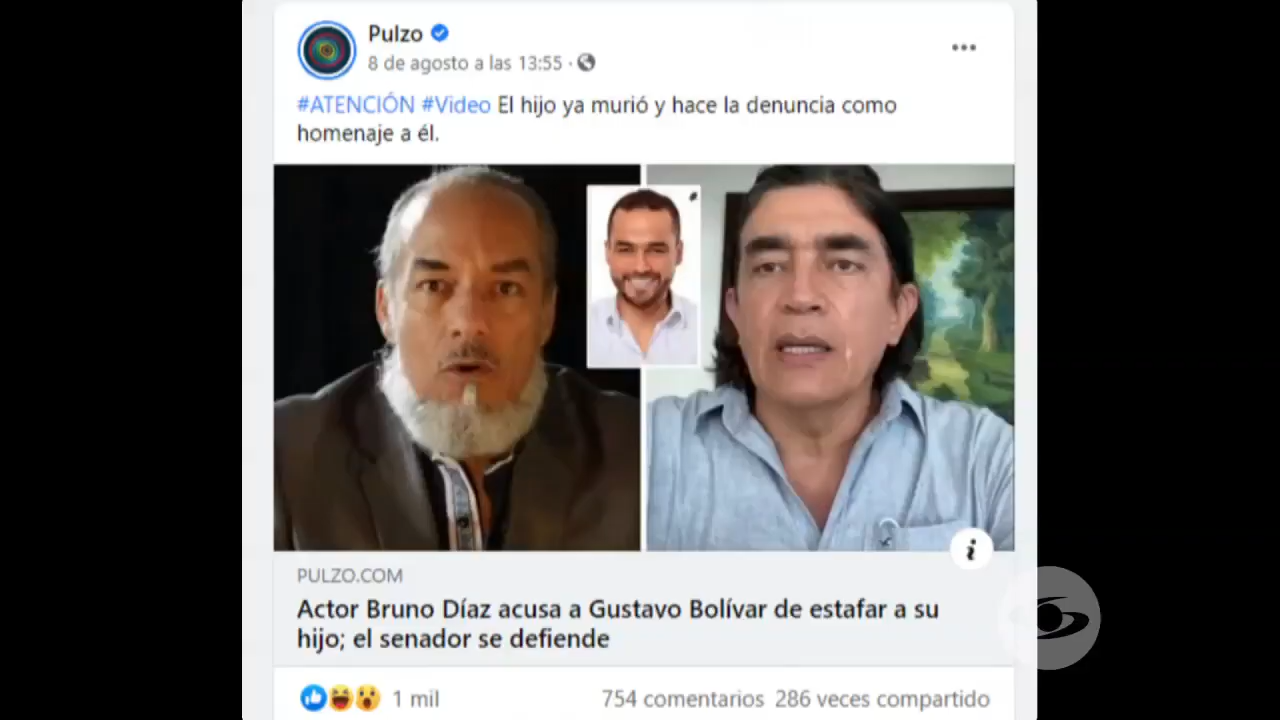 Pulzo
8 de agosto a las 13:55 ·
#ATENCIÓN #Video El hijo ya murió y hace la denuncia como
homenaje a él.
PULZO.COM
Actor Bruno Díaz acusa a Gustavo Bolívar de estafar a su
hijo; el senador se defiende
1 mil
754 comentarios 286 veces compartido